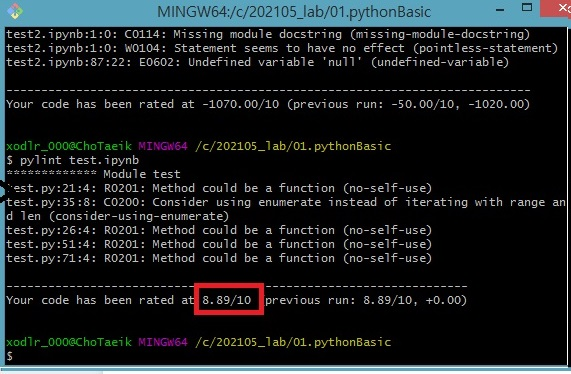 MINGW64:/c/202105_lab/01.pythonBasic
test2.ipynb:1:0: C0114: Missing module docstring (missing-module-docstring)
test2.ipynb:1:0: W0104: Statement seems to have no effect (pointless-statement)
test2.ipynb:87:22: E0602: Undefined variable 'null' (undefined-variable)
--------------------------------------------------------------------------
Your code has been rated at -1070.00/10 (previous run: -50.00/10, -1020.00)
xodlr_000@ChoTaeik MINGW64 /c/202105_lab/01.pythonBasic
$ pylint test.ipynb
************* Module test
test.py:21:4: R0201: Method could be a function (no-self-use)
test.py:35:8: C0200: Consider using enumerate instead of iterating with range an
d len (consider-using-enumerate)
test.py:26:4: R0201: Method could be a function (no-self-use)
test.py:51:4: R0201: Method could be a function (no-self-use)
test.py:71:4: R0201: Method could be a function (no-self-use)
------------------------------------------------------------------
Your code has been rated at 8.89/10 (previous run: 8.89/10, +0.00)
xodlr_000@ChoTaeik MINGW64 /c/202105_lab/01.pythonBasic
$